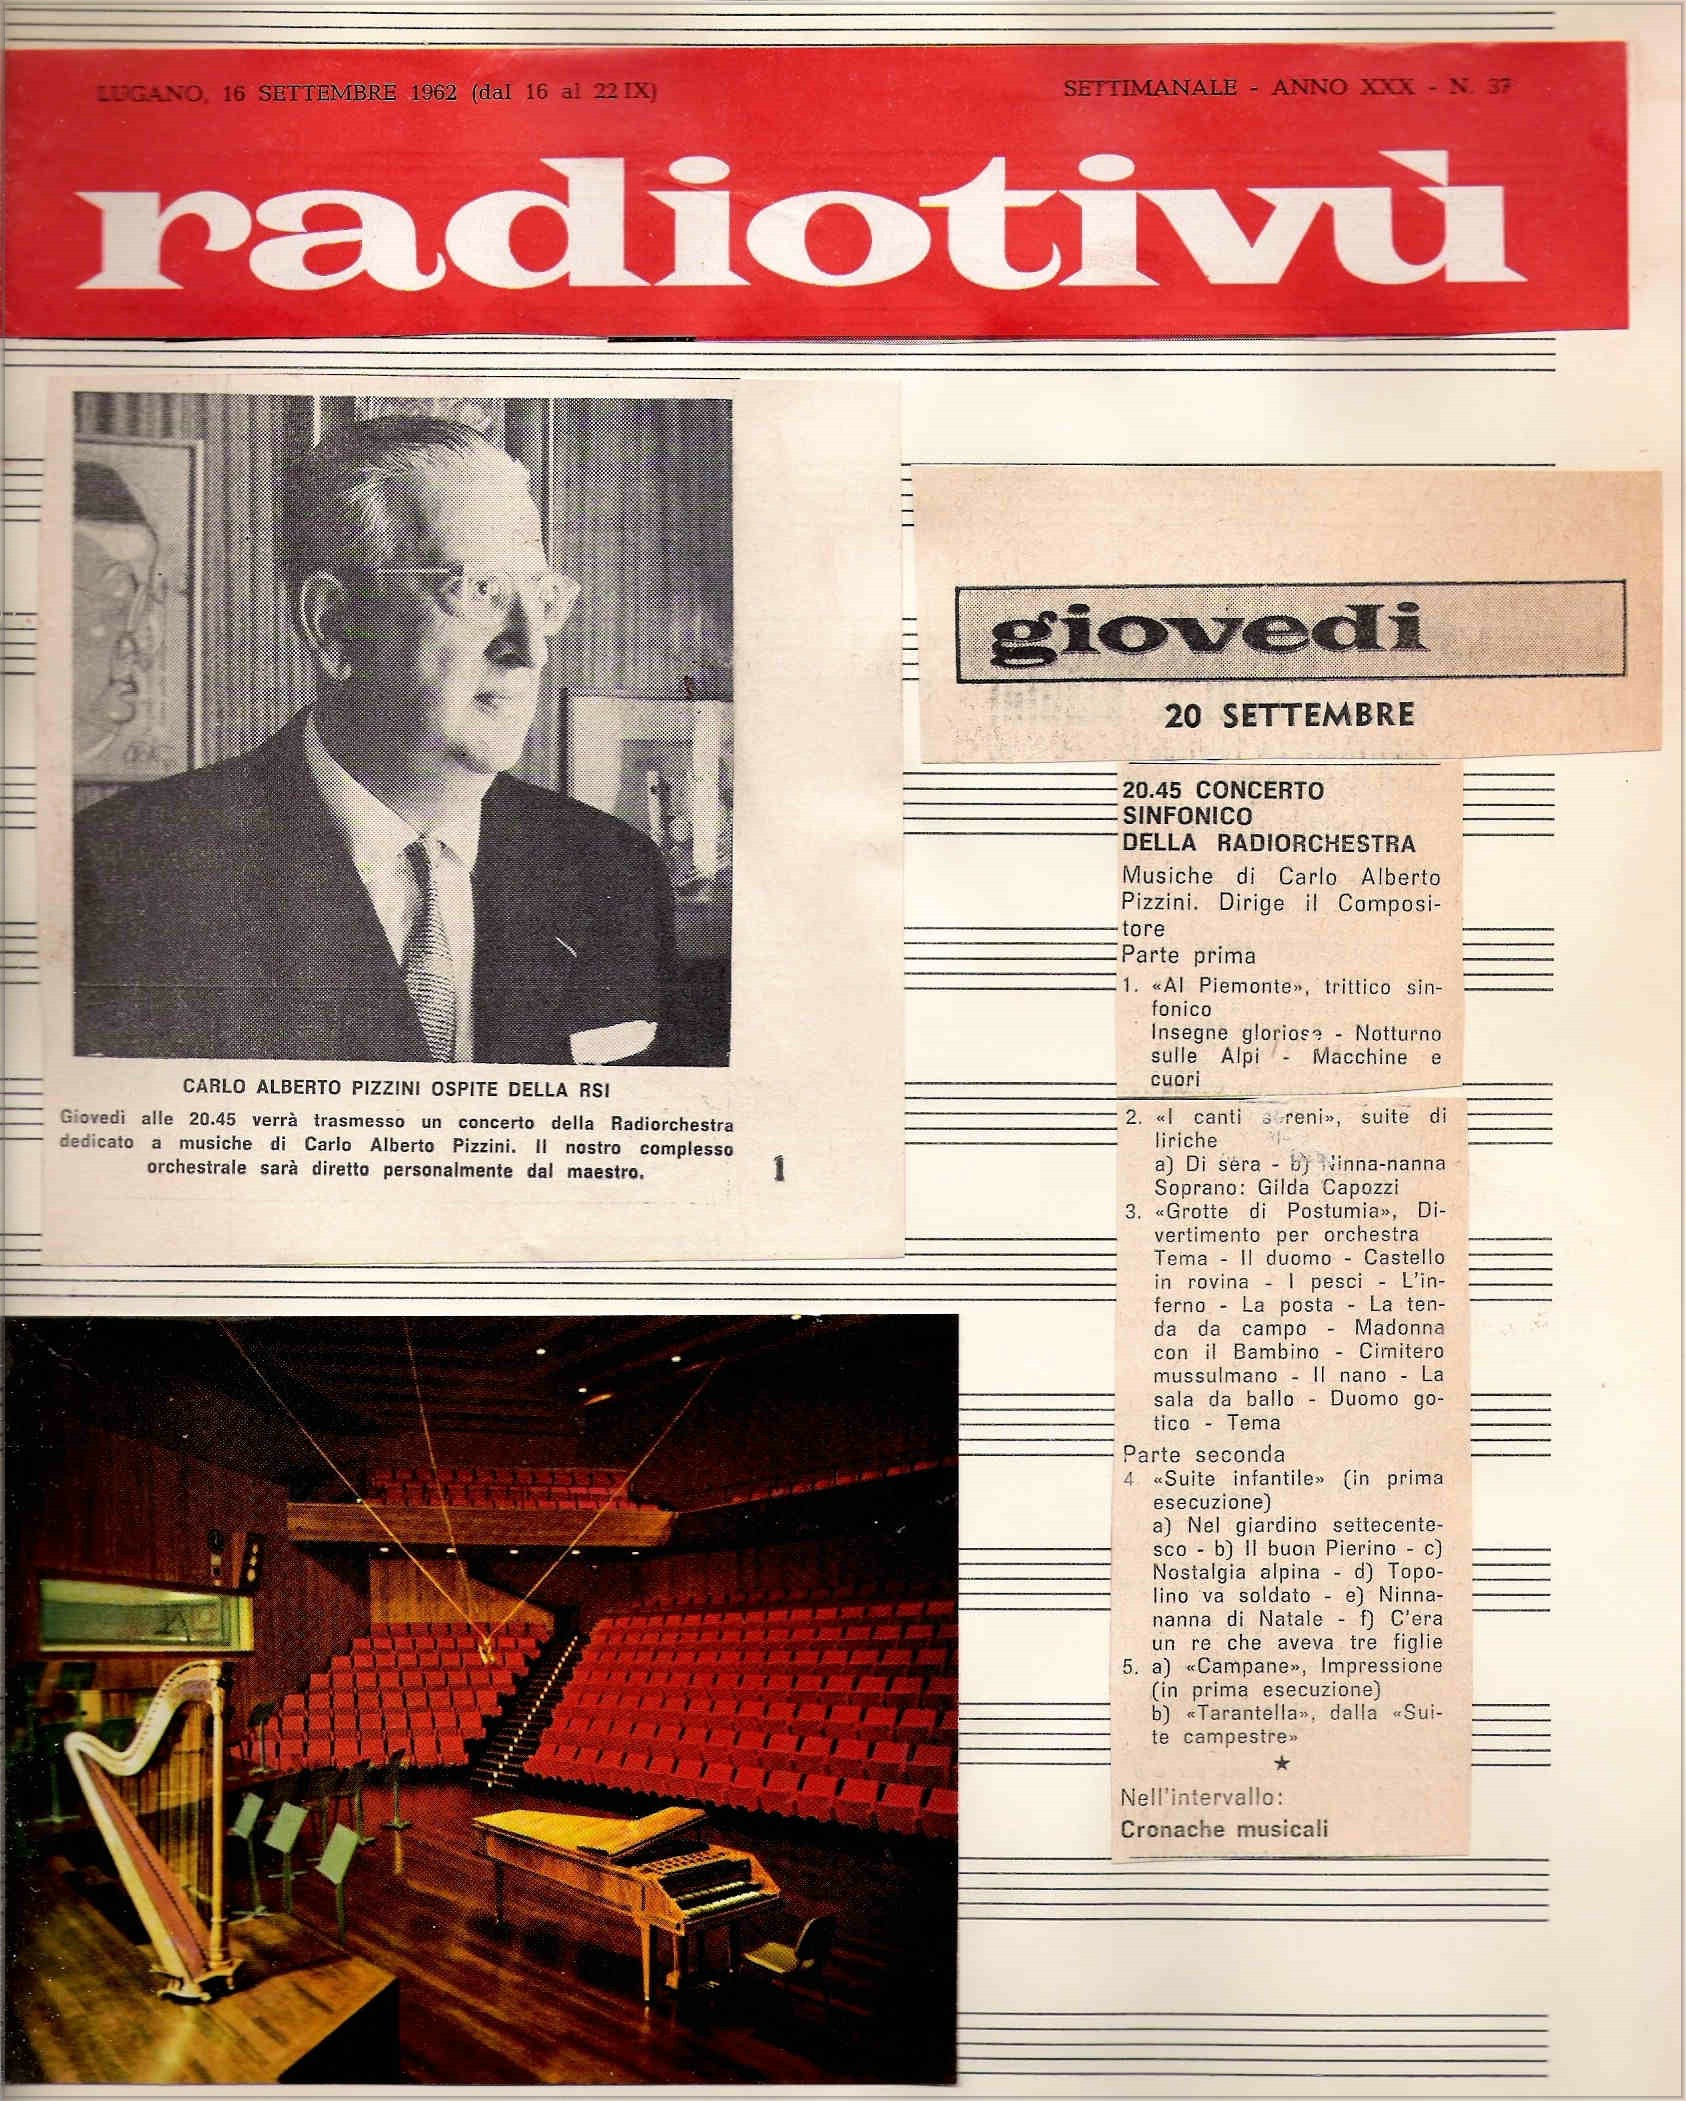 LUGANO, 16 SETTEMBRE 1962 (dal 16 al 22 IX)
SETTIMANALE - ANNO XXX - N. 37
radiotivù
CARLO ALBERTO PIZZINI OSPITE DELLA RSI
Giovedì alle 20.45 verrà trasmesso un concerto della Radiorchestra
dedicato a musiche di Carlo Alberto Pizzini. Il nostro complesso
orchestrale sarà diretto personalmente dal maestro.
1
giovedi
20 SETTEMBRE
20.45 CONCERTO
SINFONICO
DELLA RADIORCHESTRA
Musiche di Carlo Alberto
Pizzini. Dirige il Composi-
tore
Parte prima
1. «Al Piemonte», trittico sin-
fonico
Insegne gloriose - Notturno
sulle Alpi - Macchine e
cuori
2. «I canti sereni», suite di
liriche
a) Di sera - b) Ninna-nanna
Soprano: Gilda Capozzi
3. «Grotte di Postumia», Di-
vertimento per orchestra
Tema - Il duomo - Castello
in rovina - I pesci - L'in-
ferno - La posta - La ten-
da da campo - Madonna
con il Bambino - Cimitero
mussulmano - Il nano - La
sala da ballo - Duomo go-
tico - Tema
Parte seconda
4 «Suite infantile» (in prima
esecuzione)
a) Nel giardino settecente-
sco - b) Il buon Pierino - c)
Nostalgia alpina - d) Topo-
lino va soldato - e) Ninna-
nanna di Natale - f) C'era
un re che aveva tre figlie
5. a) «Campane», Impressione
(in prima esecuzione)
b) «Tarantella», dalla «Sui-
te campestre»
★
Nell'intervallo:
Cronache musicali